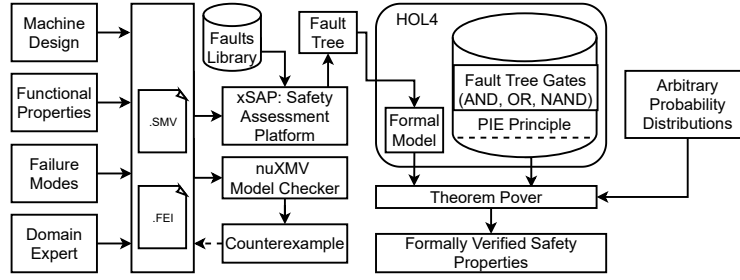 Machine
Design
Functional
Properties
Failure
Modes
Domain
Expert
.SMV
.FEI
Faults
Library
xSAP: Safety
Assessment
Platform
nuXMV
Model Checker
Counterexample
Fault
Tree
HOL4
Formal
Model
Fault Tree Gates
(AND, OR, NAND)
PIE Principle
Theorem Pover
Formally Verified Safety
Properties
Arbitrary
Probability
Distributions